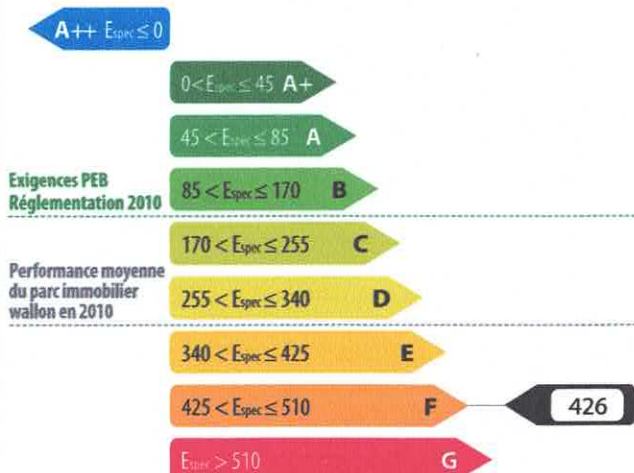 A++ Espec ≤ 0
0 < Espec ≤ 45 A+
45 < Espec ≤ 85 A
Exigences PEB
Réglementation 2010
85 < Espec ≤ 170 B
170 < Espec ≤ 255 C
Performance moyenne
du parc immobilier
wallon en 2010
255 < Espec ≤ 340 D
340 < Espec ≤ 425 E
425 < Espec ≤ 510 F
426
Espec > 510 G